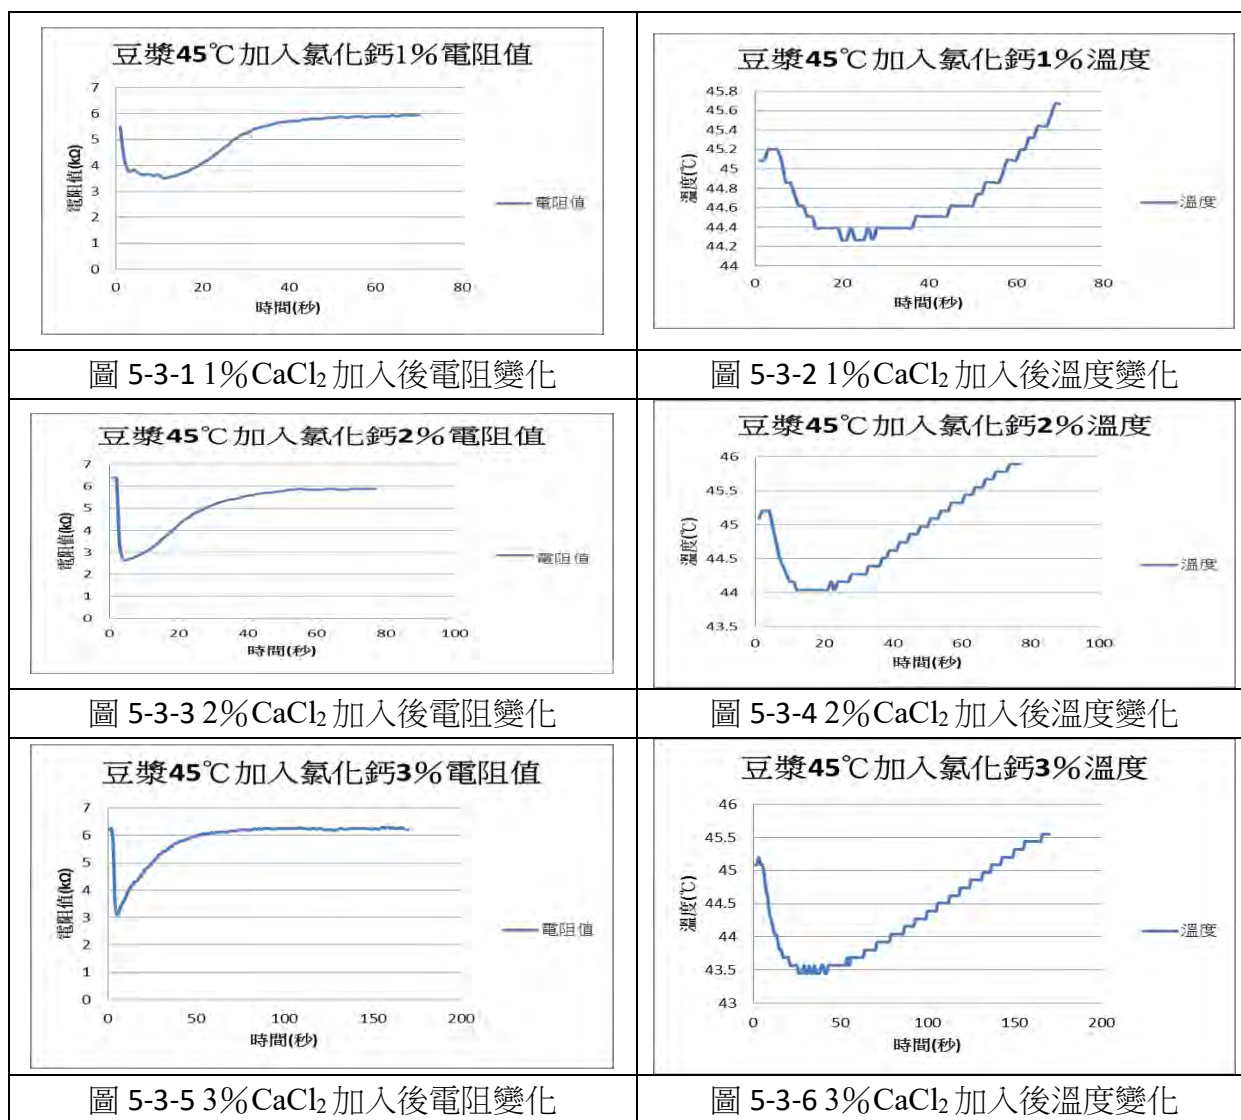 豆漿45℃加入氯化鈣1％電阻值
電阻值(kΩ)
7
6
5
4
3
2
1
0
0 20 40 60 80
時間(秒)
電阻值
豆漿45℃加入氯化鈣1％溫度
溫度(℃)
45.8
45.6
45.4
45.2
45
44.8
44.6
44.4
44.2
44
0 20 40 60 80
時間(秒)
溫度
圖 5-3-1 1％CaCl₂ 加入後電阻變化
圖 5-3-2 1％CaCl₂ 加入後溫度變化
豆漿45℃加入氯化鈣2％電阻值
電阻值(kΩ)
7
6
5
4
3
2
1
0
0 20 40 60 80 100
時間(秒)
電阻值
豆漿45℃加入氯化鈣2％溫度
溫度(℃)
46
45.5
45
44.5
44
43.5
0 20 40 60 80 100
時間(秒)
溫度
圖 5-3-3 2％CaCl₂ 加入後電阻變化
圖 5-3-4 2％CaCl₂ 加入後溫度變化
豆漿45℃加入氯化鈣3％電阻值
電阻值(kΩ)
7
6
5
4
3
2
1
0
0 50 100 150 200
時間(秒)
電阻值
豆漿45℃加入氯化鈣3％溫度
溫度(℃)
46
45.5
45
44.5
44
43.5
43
0 50 100 150 200
時間(秒)
溫度
圖 5-3-5 3％CaCl₂ 加入後電阻變化
圖 5-3-6 3％CaCl₂ 加入後溫度變化